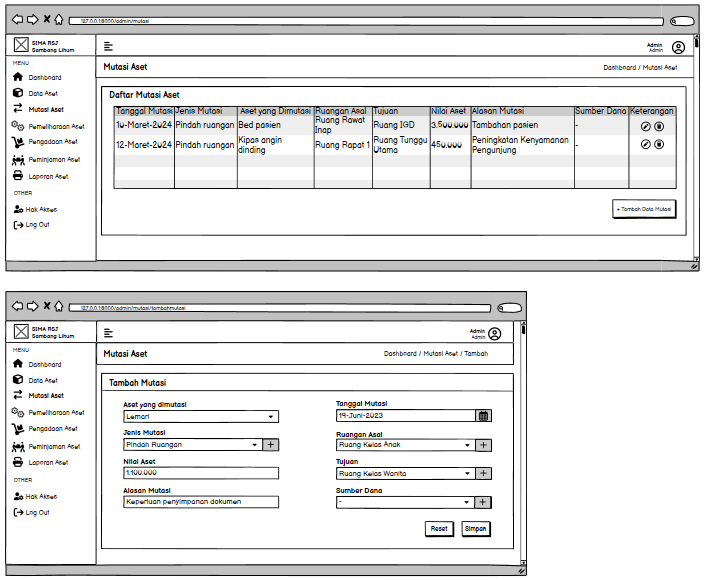 127.0.0.1:8000/admin/mutasi
SIMA RSJ
Sambang Lihum
Admin
Admin
MENU
Dashboard
Data Aset
Mutasi Aset
Pemeliharaan Aset
Pengadaan Aset
Peminjaman Aset
Laporan Aset
OTHER
Hak Akses
Log Out
Mutasi Aset
Dashboard / Mutasi Aset
Daftar Mutasi Aset
Tanggal Mutasi Jenis Mutasi Aset yang Dimutasi Ruangan Asal Tujuan Nilai Aset Alasan Mutasi Sumber Dana Keterangan
10-Maret-2024 Pindah ruangan Bed pasien Ruang Rawat Inap Ruang IGD 3.500.000 Tambahan pasien -
12-Maret-2024 Pindah ruangan Kipas angin dinding Ruang Rapat 1 Ruang Tunggu Utama 450.000 Peningkatan Kenyamanan Pengunjung -
+ Tambah Data Mutasi
127.0.0.1:8000/admin/mutasi/tambahmutasi
SIMA RSJ
Sambang Lihum
Admin
Admin
MENU
Dashboard
Data Aset
Mutasi Aset
Pemeliharaan Aset
Pengadaan Aset
Peminjaman Aset
Laporan Aset
OTHER
Hak Akses
Log Out
Mutasi Aset
Dashboard / Mutasi Aset / Tambah
Tambah Mutasi
Aset yang dimutasi
Lemari
Jenis Mutasi
Pindah Ruangan
+
Nilai Aset
1.100.000
Alasan Mutasi
Keperluan penyimpanan dokumen
Tanggal Mutasi
19-Juni-2023
Ruangan Asal
Ruang Kelas Anak
+
Tujuan
Ruang Kelas Wanita
+
Sumber Dana
-
+
Reset
Simpan